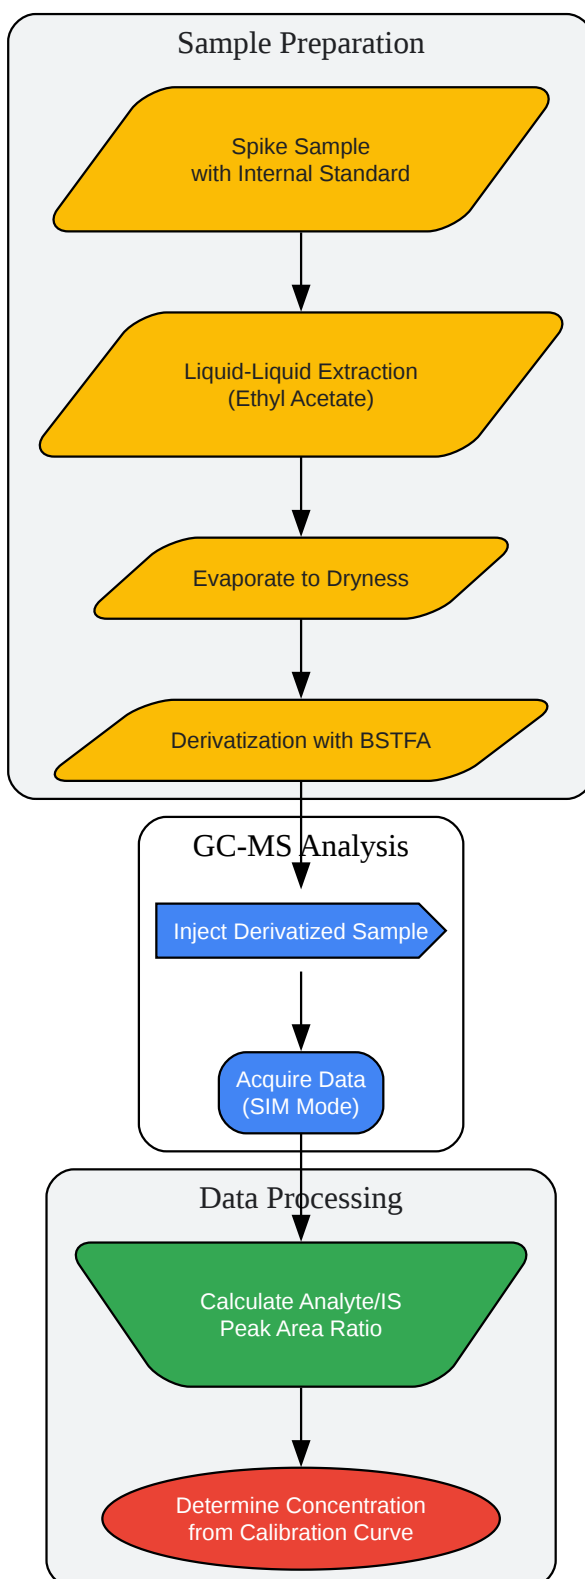 Sample Preparation
Spike Sample
with Internal Standard
Liquid-Liquid Extraction
(Ethyl Acetate)
Evaporate to Dryness
Derivatization with BSTFA
GC-MS Analysis
Inject Derivatized Sample
Acquire Data
(SIM Mode)
Data Processing
Calculate Analyte/IS
Peak Area Ratio
Determine Concentration
from Calibration Curve